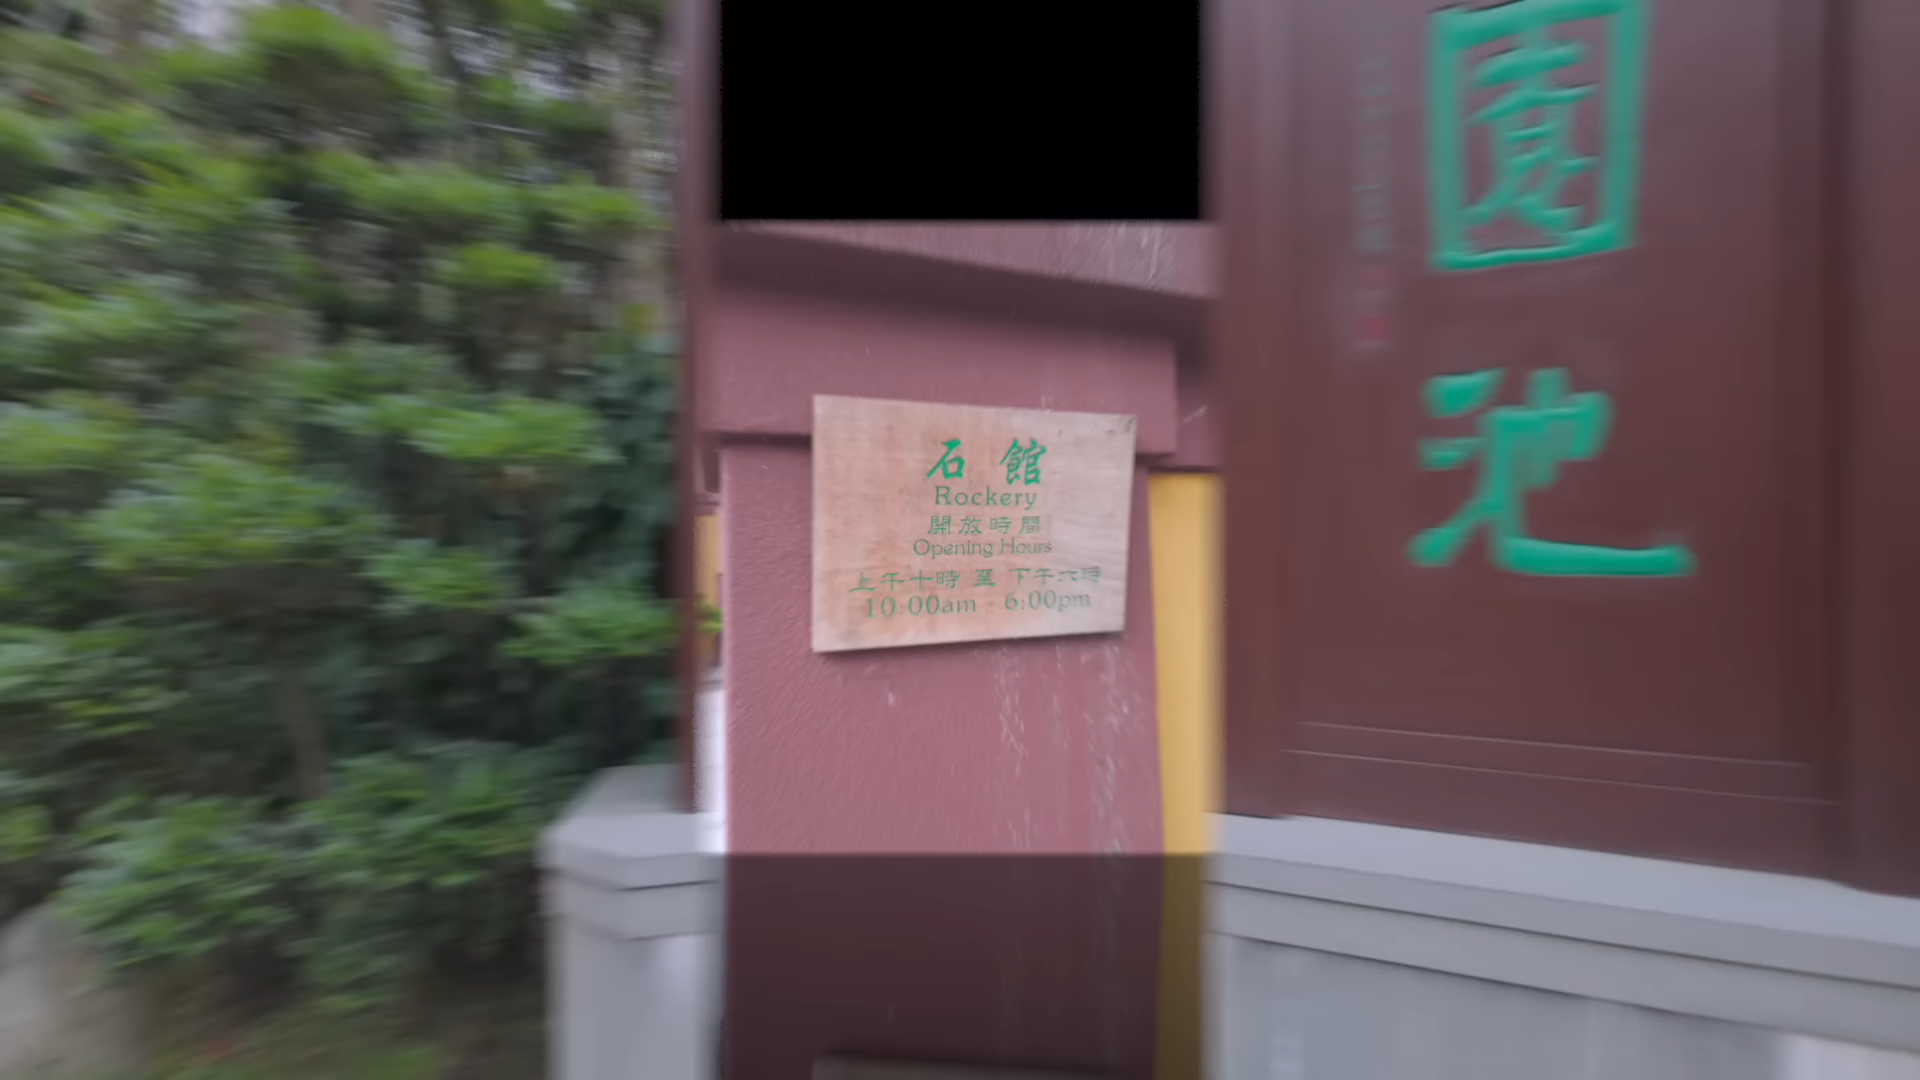 石館
Rockery
開放時間
Opening Hours
上午十時 至 下午六時
10:00am - 6:00pm
園
池